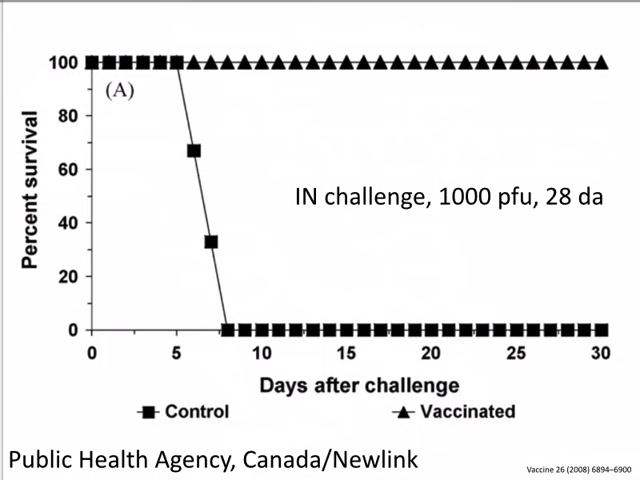 100
80
60
40
20
0
(A)
Percent survival
IN challenge, 1000 pfu, 28 da
0 5 10 15 20 25 30
Days after challenge
Control Vaccinated
Public Health Agency, Canada/Newlink
Vaccine 26 (2008) 6894–6900